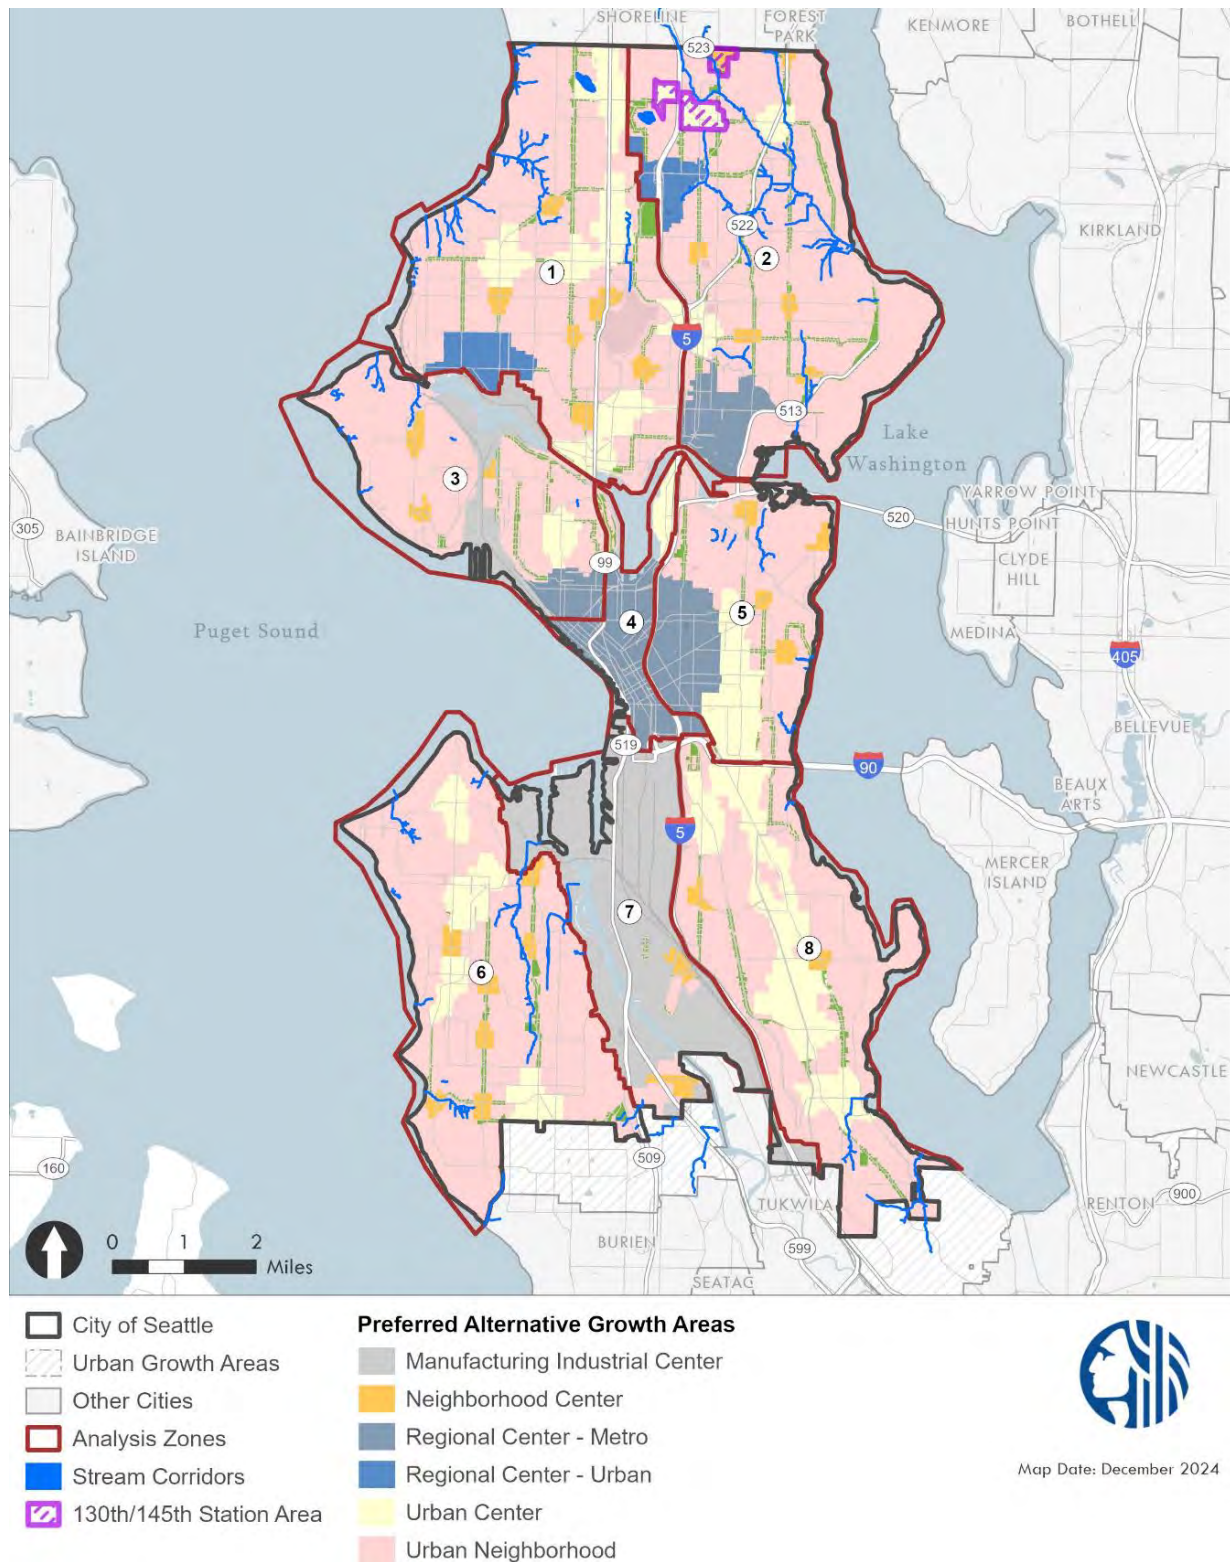 SHORELINE
FOREST
PARK
KENMORE
BOTHELL
523
522
2
1
KIRKLAND
5
513
Lake
Washington
3
YARROW POINT
305
BAINBRIDGE
ISLAND
520
HUNTS POINT
CLYDE
HILL
99
5
4
Puget Sound
MEDINA
405
BELLEVUE
519
90
BEAUX
ARTS
5
MERCER
ISLAND
7
8
6
NEWCASTLE
160
509
TUKWILA
RENTON
900
BURIEN
599
SEATAC
0 1 2
Miles
City of Seattle
Urban Growth Areas
Other Cities
Analysis Zones
Stream Corridors
130th/145th Station Area
Preferred Alternative Growth Areas
Manufacturing Industrial Center
Neighborhood Center
Regional Center - Metro
Regional Center - Urban
Urban Center
Urban Neighborhood
Map Date: December 2024